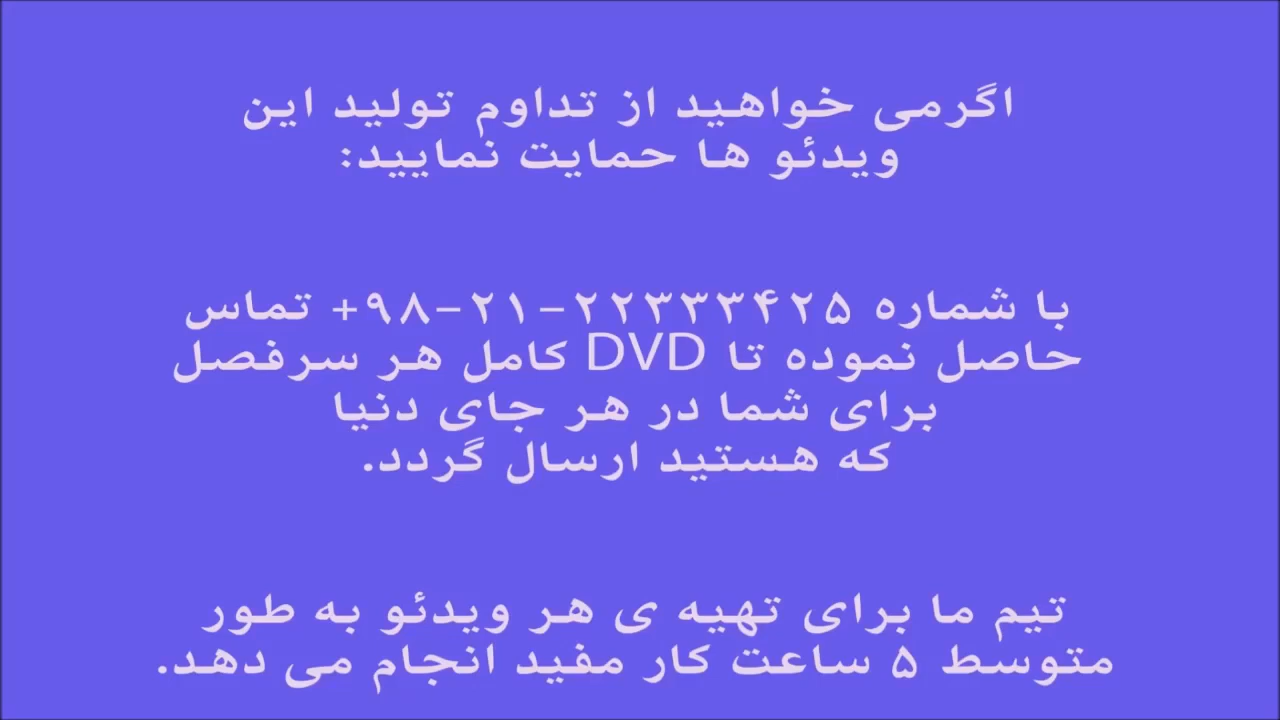 اگرمی خواهید از تداوم تولید این
ویدئو ها حمایت نمایید:
با شماره ۲۲۳۳۳۴۲۵-۲۱-۹۸+ تماس
حاصل نموده تا DVD کامل هر سرفصل
برای شما در هر جای دنیا
که هستید ارسال گردد.
تیم ما برای تهیه ی هر ویدئو به طور
متوسط ۵ ساعت کار مفید انجام می دهد.